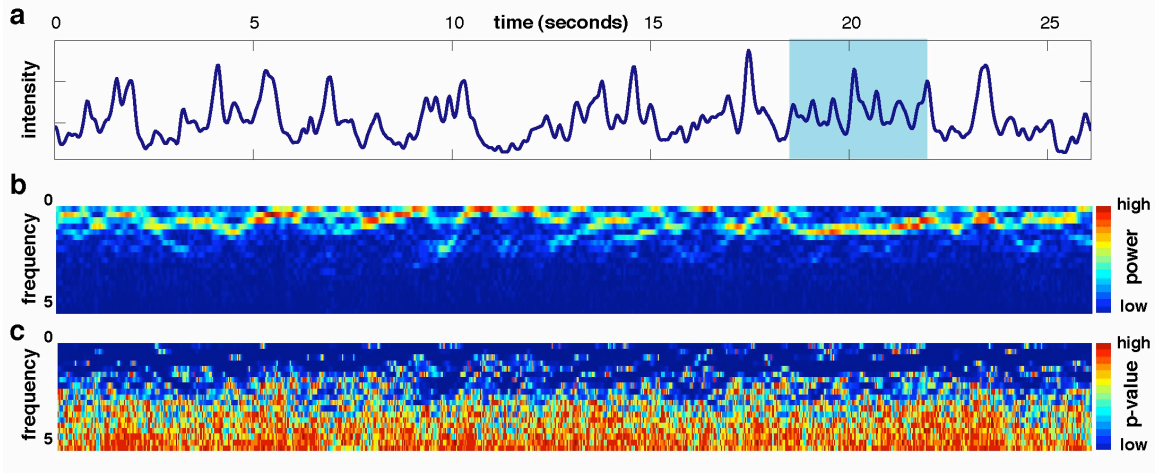 a
0 5 10 time (seconds) 15 20 25
intensity
b
0
frequency
5
high
power
low
c
0
frequency
5
high
p-value
low